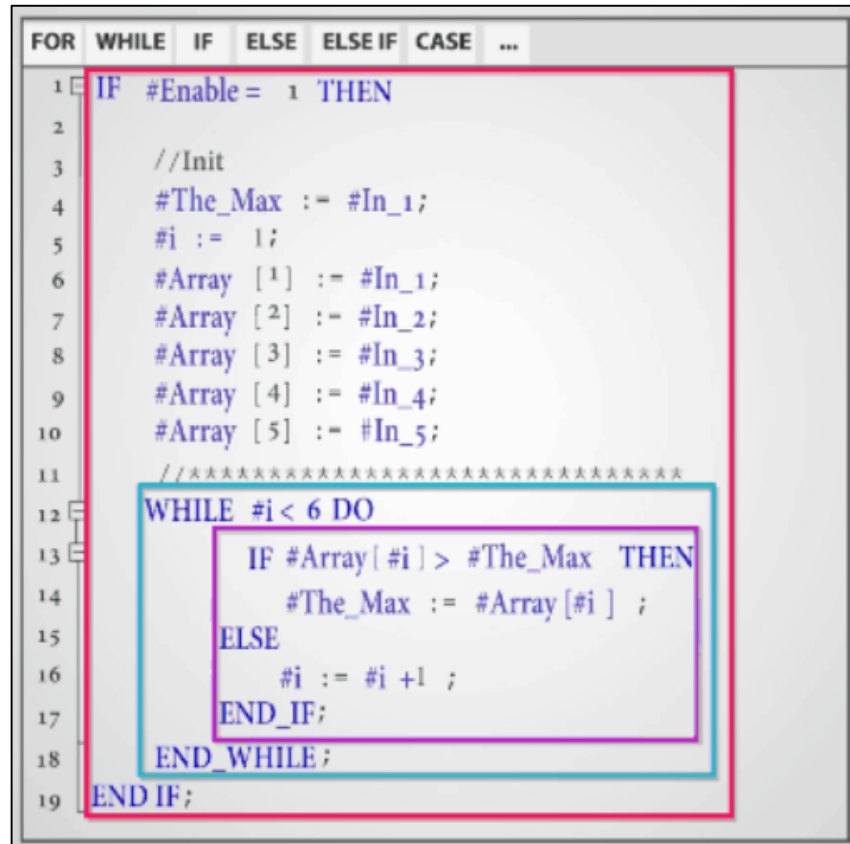 FOR WHILE IF ELSE ELSE IF CASE ...
1 IF #Enable = 1 THEN
2
3 //Init
4 #The_Max := #In_1;
5 #i := 1;
6 #Array [1] := #In_1;
7 #Array [2] := #In_2;
8 #Array [3] := #In_3;
9 #Array [4] := #In_4;
10 #Array [5] := #In_5;
11 //*******************************
12 WHILE #i < 6 DO
13 IF #Array[ #i ] > #The_Max THEN
14 #The_Max := #Array [#i ] ;
15 ELSE
16 #i := #i +1 ;
17 END_IF;
18 END_WHILE;
19 END IF;